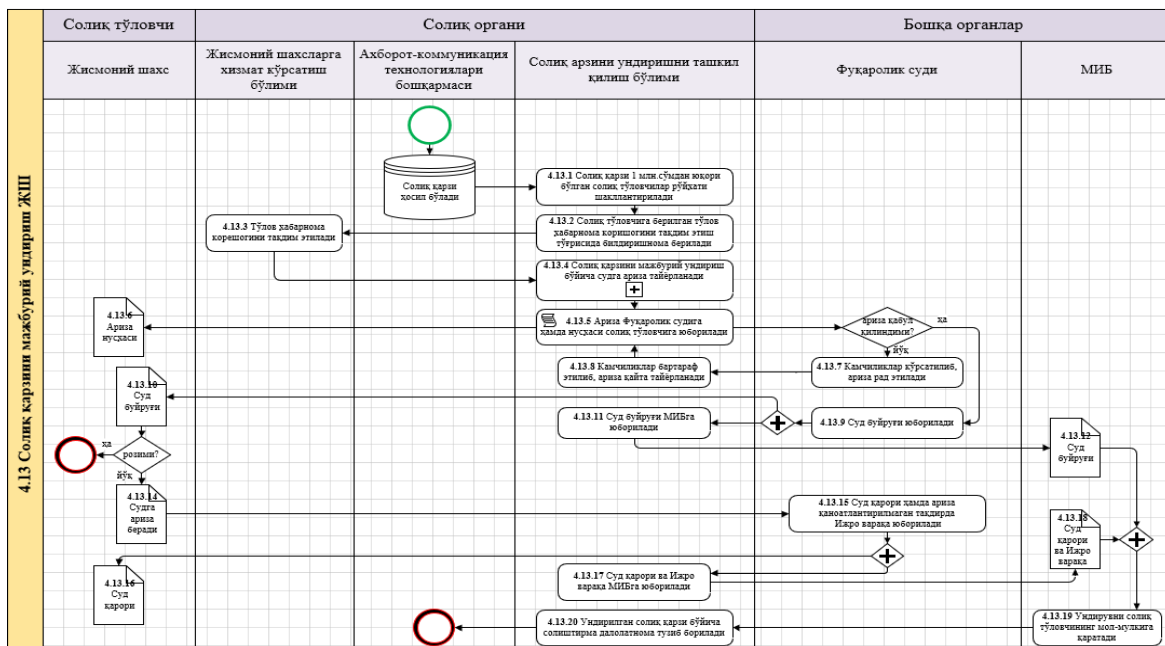 Солиқ тўловчи
Солиқ органи
Бошқа органлар
Жисмоний шахс
Жисмоний шахсларга
хизмат кўрсатиш
бўлими
Ахборот-коммуникация
технологиялари
бошқармаси
Солиқ арзини ундиришни ташкил
қилиш бўлими
Фуқаролик суди
МИБ
4.13 Солиқ карзини мажбурий ундириш ЖШ
Солиқ қарзи
ҳосил бўлади
4.13.1 Солиқ қарзи 1 млн.сўмдан юқори
бўлган солиқ тўловчилар рўйҳати
шакллантирилади
4.13.3 Тўлов хабарнома
корешогини тақдим этилади
4.13.2 Солиқ тўловчига берилган тўлов
хабарнома коришогини тақдим этиш
тўғрисида билдиришнома берилади
4.13.4 Солиқ қарзини мажбурий ундириш
бўйича судга ариза тайёрланади
4.13.6
Ариза
нусҳаси
4.13.5 Ариза Фуқаролик судига
ҳамда нусҳаси солиқ тўловчига юборилади
ариза қабул
қилиндими?
ҳа
йўқ
4.13.8 Камчиликлар бартараф
этилиб, ариза қайта тайёрланади
4.13.7 Камчиликлар кўрсатилиб,
ариза рад этилади
4.13.10
Суд
буйруғи
4.13.11 Суд буйруғи МИБга
юборилади
4.13.9 Суд буйруғи юборилади
4.13.12
Суд
буйруғи
ҳа
розими?
йўқ
4.13.14
Судга
ариза
беради
4.13.15 Суд қарори ҳамда ариза
қаноатлантирилмаган тақдирда
Ижро варақа юборилади
4.13.18
Суд
қарори
ва Ижро
варақа
4.13.16
Суд
қарори
4.13.17 Суд қарори ва Ижро
варақа МИБга юборилади
4.13.20 Ундирилган солиқ қарзи бўйича
солиштирма далолатнома тузиб борилади
4.13.19 Ундирувни солиқ
тўловчининг мол-мулкига
қаратади